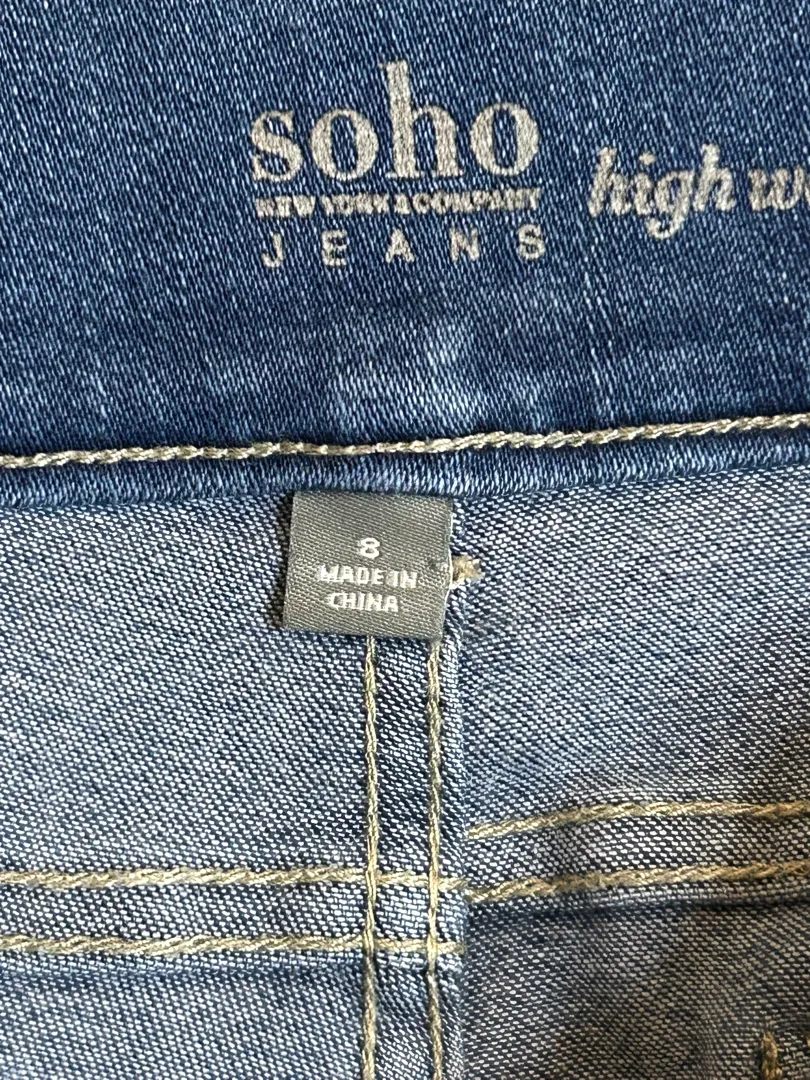 soho
NEW YORK & COMPANY
JEANS
high w
8
MADE IN
CHINA